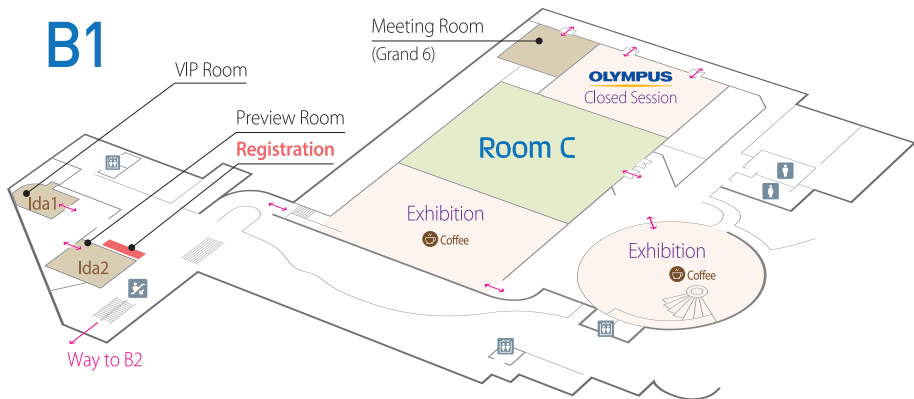 B1
Meeting Room
(Grand 6)
VIP Room
OLYMPUS
Closed Session
Preview Room
Registration
Room C
Ida1
Exhibition
Coffee
Exhibition
Coffee
Ida2
Way to B2